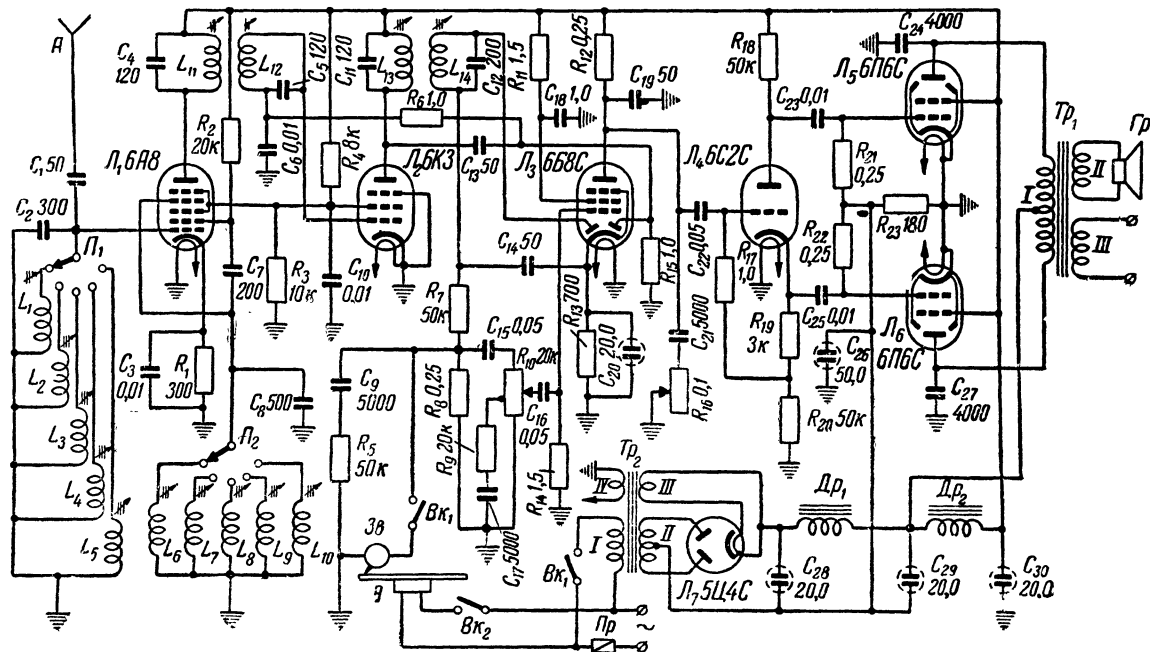 А
C₁ 50
C₂ 300
П₁
L₁
L₂
L₃
L₄
L₅
C₄
120
L₁₁
L₁₂
C₅ 120
R₂
20к
Л₁ 6А8
C₆ 0,01
C₇
200
R₃
10к
C₃
0,01
R₁
300
C₈ 500
П₂
L₆
L₇
L₈
L₉
L₁₀
C₁₁ 120
L₁₃
L₁₄
C₁₂ 200
R₆ 1,0
R₄ 8к
Л₂ 6К3
C₁₀
0,01
C₁₃ 50
C₁₄ 50
R₇
50к
C₉
5000
R₅
50к
C₁₅ 0,05
R₈ 0,25
R₉ 20к
R₁₀ 20к
C₁₆
0,05
C₁₇ 5000
R₁₄ 1,5
Вк₁
Зв
Э
Вк₂
Вк₁
R₁₁ 1,5
R₁₂ 0,25
C₁₈ 1,0
C₁₉ 50
Л₃
6Б8С
R₁₃ 700
C₂₀ 20,0
R₁₅ 1,0
C₂₁ 5000
R₁₆ 0,1
C₂₂ 0,05
R₁₈
50к
Л₄ 6С2С
R₁₇
1,0
R₁₉
3к
R₂₀ 50к
C₂₃ 0,01
C₂₅ 0,01
R₂₁
0,25
R₂₂
0,25
R₂₃ 180
C₂₆
50,0
C₂₄ 4000
Л₅ 6П6С
Л₆
6П6С
C₂₇
4000
Тр₁
I
II
III
Гр
Тр₂
IV
III
I
II
Л₇ 5Ц4С
Пр
~
Др₁
Др₂
C₂₈
20,0
C₂₉
20,0
C₃₀
20,0